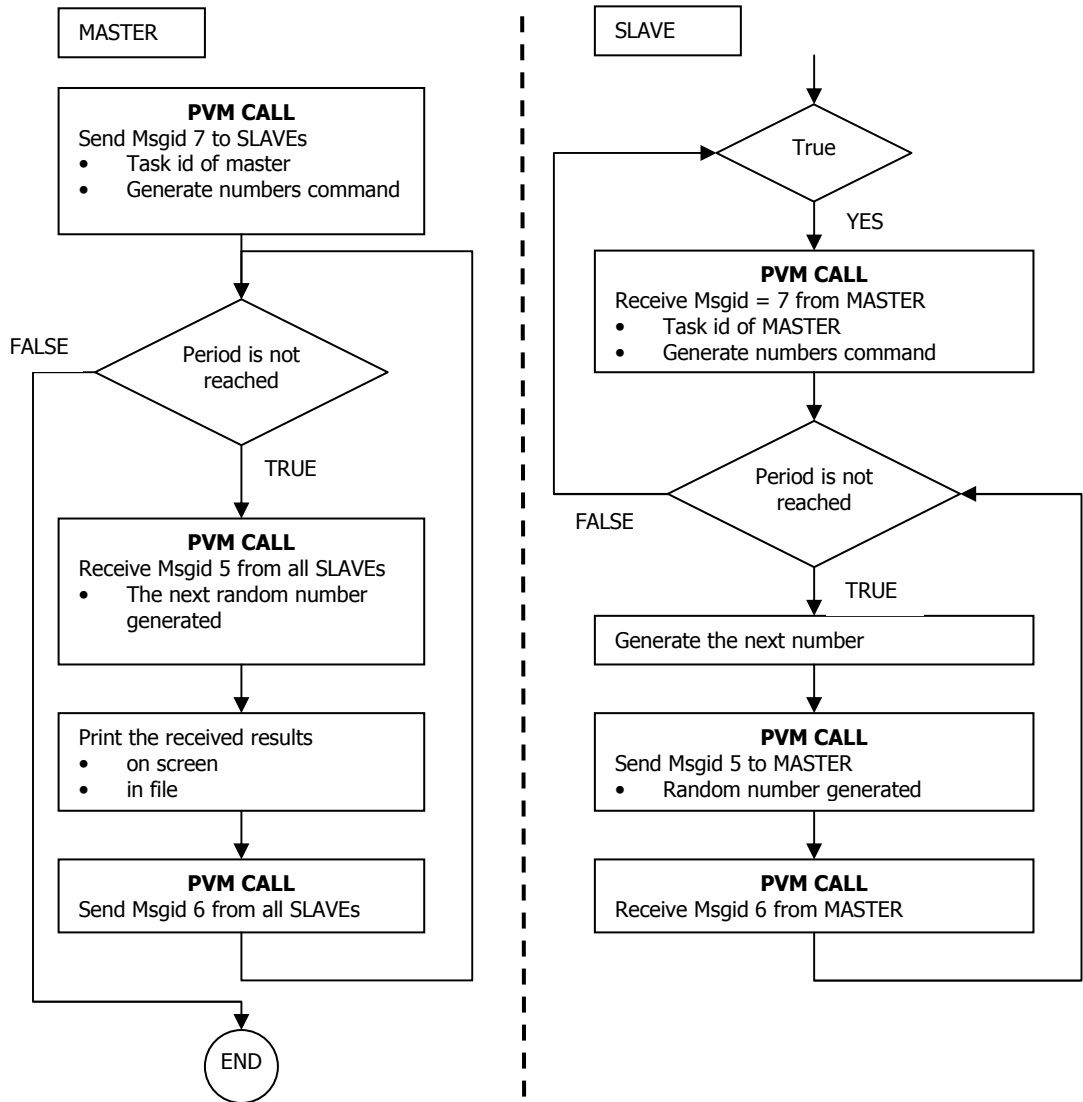 MASTER
PVM CALL
Send Msgid 7 to SLAVEs
• Task id of master
• Generate numbers command
FALSE
Period is not
reached
TRUE
PVM CALL
Receive Msgid 5 from all SLAVEs
• The next random number
generated
Print the received results
• on screen
• in file
PVM CALL
Send Msgid 6 from all SLAVEs
END
SLAVE
True
YES
PVM CALL
Receive Msgid = 7 from MASTER
• Task id of MASTER
• Generate numbers command
Period is not
reached
FALSE
TRUE
Generate the next number
PVM CALL
Send Msgid 5 to MASTER
• Random number generated
PVM CALL
Receive Msgid 6 from MASTER